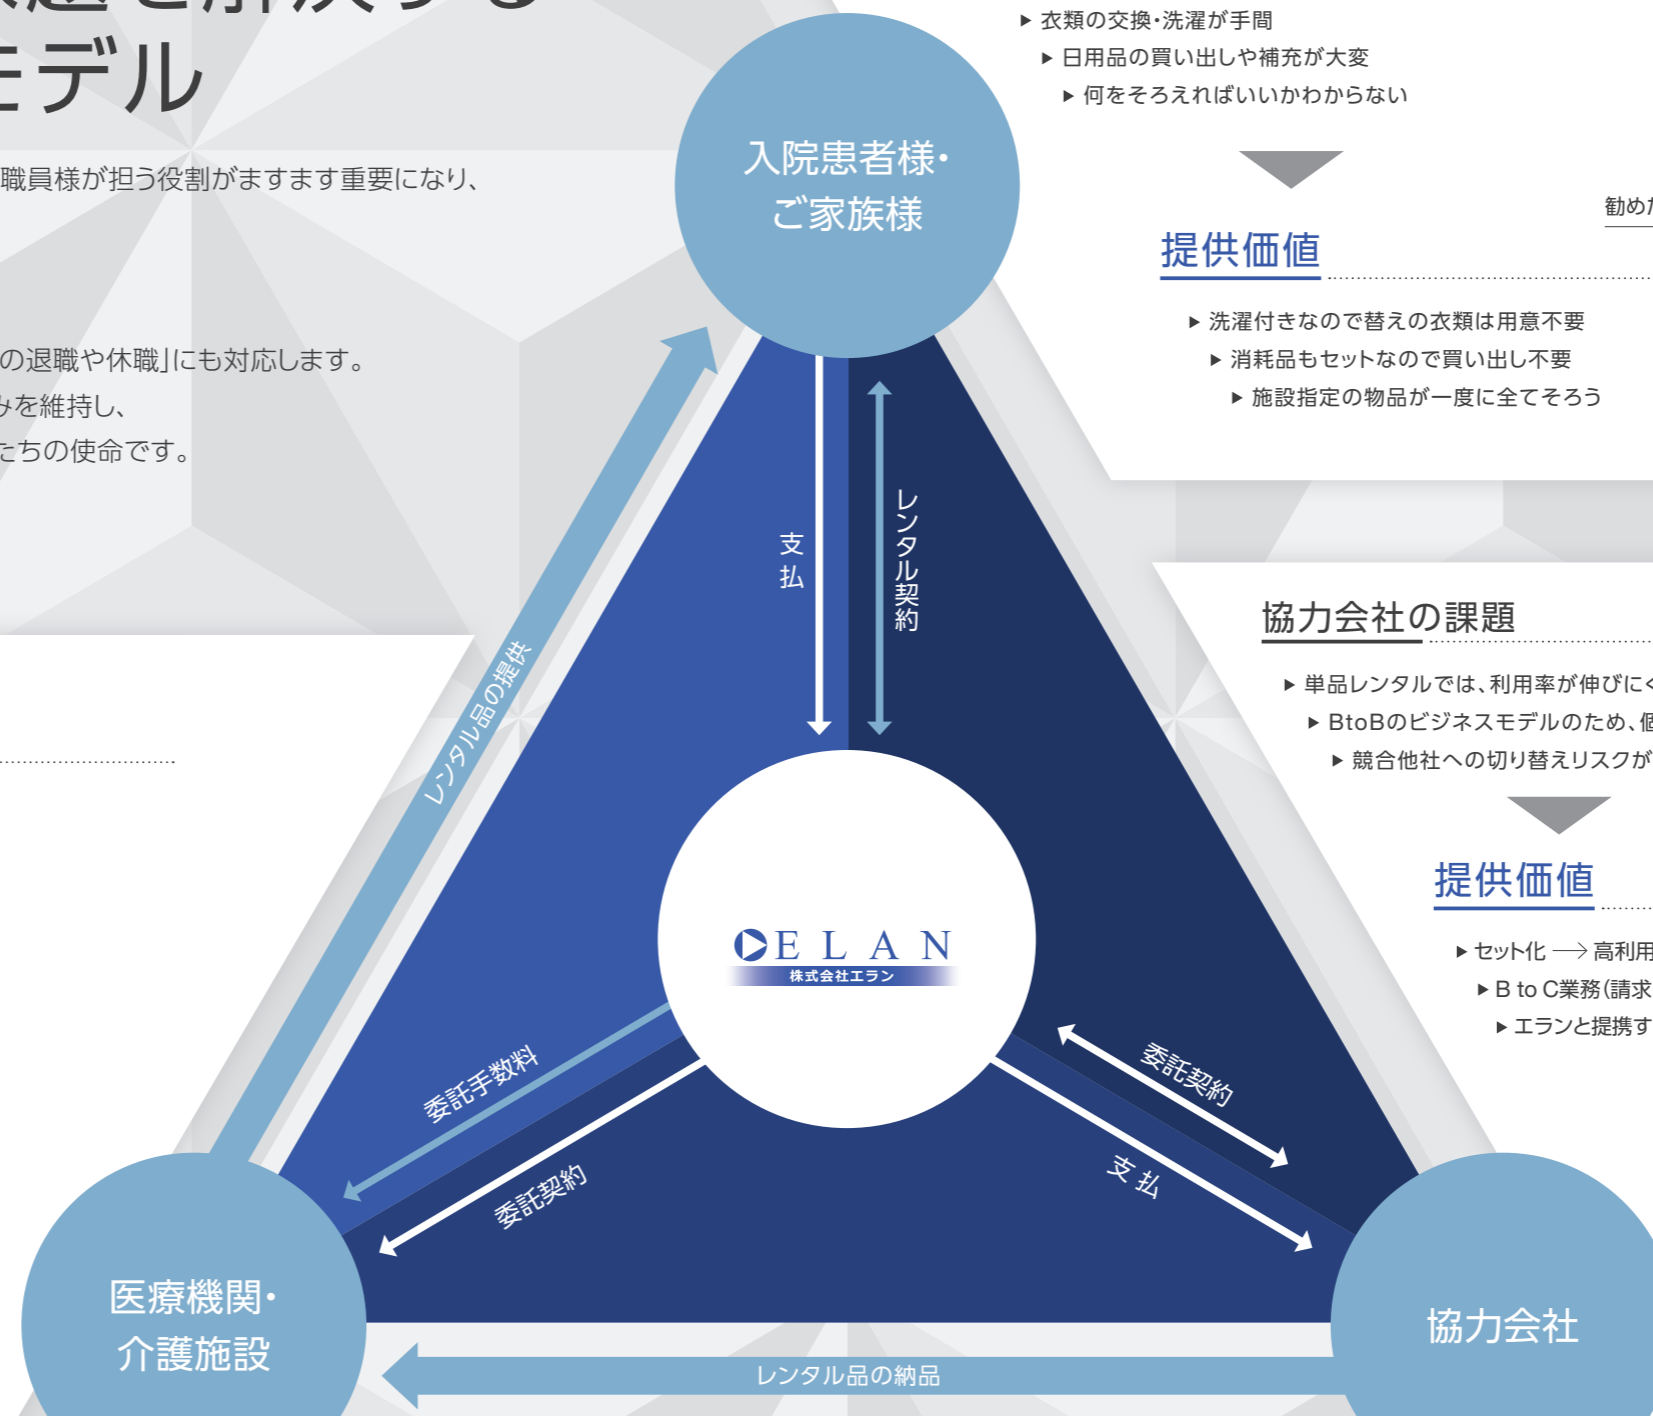 モデル
職員様が担う役割がますます重要になり、
の退職や休職」にも対応します。
みを維持し、
たちの使命です。
▶ 衣類の交換・洗濯が手間
▶ 日用品の買い出しや補充が大変
▶ 何をそろえればいいかわからない
勧めた
提供価値
▶ 洗濯付きなので替えの衣類は用意不要
▶ 消耗品もセットなので買い出し不要
▶ 施設指定の物品が一度に全てそろう
入院患者様・
ご家族様
支払
レンタル契約
レンタル品の提供
協力会社の課題
▶ 単品レンタルでは、利用率が伸びにく
▶ BtoBのビジネスモデルのため、個
▶ 競合他社への切り替えリスクが
提供価値
▶ セット化 → 高利用
▶ B to C業務(請求
▶ エランと提携す
ELAN
株式会社エラン
委託手数料
委託契約
委託契約
支払
医療機関・
介護施設
協力会社
レンタル品の納品